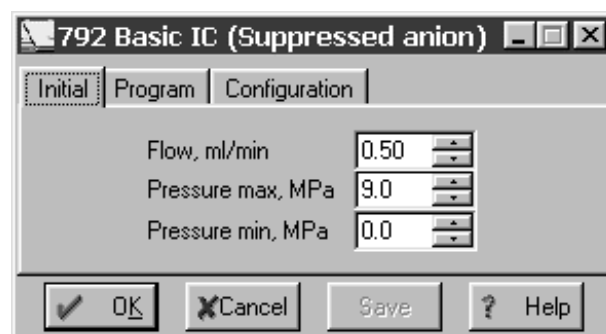 792 Basic IC (Suppressed anion)
Initial Program Configuration
Flow, ml/min 0.50
Pressure max, MPa 9.0
Pressure min, MPa 0.0
OK Cancel Save ? Help